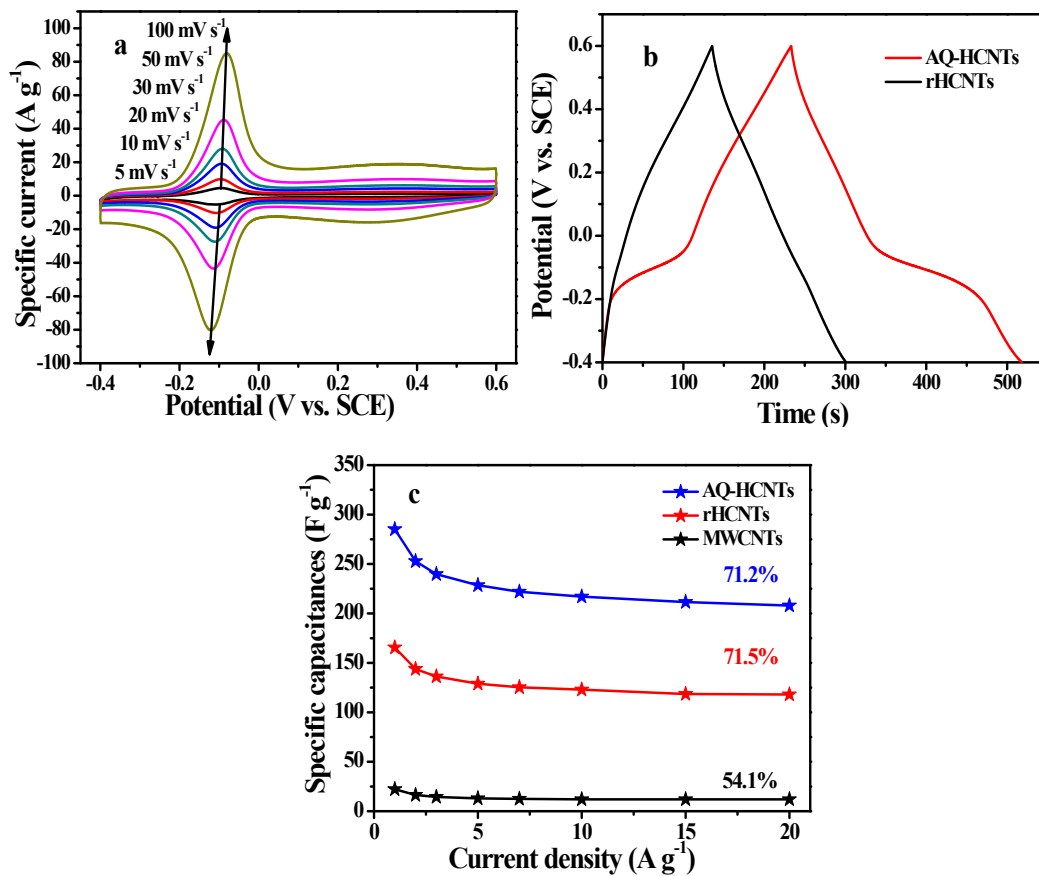 a
100 mV s⁻¹
50 mV s⁻¹
30 mV s⁻¹
20 mV s⁻¹
10 mV s⁻¹
5 mV s⁻¹
100
80
60
40
20
0
-20
-40
-60
-80
-100
-0.4 -0.2 0.0 0.2 0.4 0.6
Specific current (A g⁻¹)
Potential (V vs. SCE)
b
AQ-HCNTs
rHCNTs
0.6
0.4
0.2
0.0
-0.2
-0.4
0 100 200 300 400 500
Potential (V vs. SCE)
Time (s)
c
AQ-HCNTs
rHCNTs
MWCNTs
71.2%
71.5%
54.1%
350
300
250
200
150
100
50
0
0 5 10 15 20
Specific capacitances (F g⁻¹)
Current density (A g⁻¹)